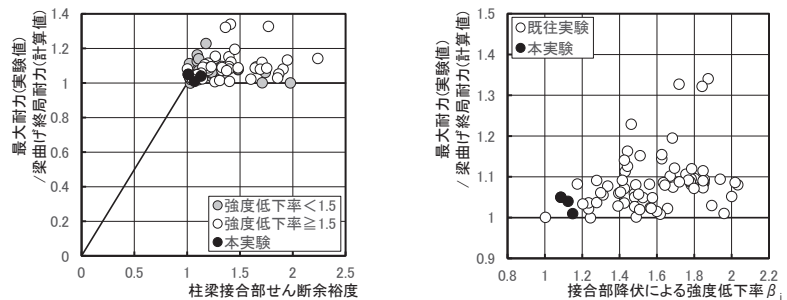 最大耐力(実験値)
/梁曲げ終局耐力(計算値)
1.4
1.2
1
0.8
0.6
0.4
0.2
0
強度低下率＜1.5
強度低下率≧1.5
本実験
0
0.5
1
1.5
2
2.5
柱梁接合部せん断余裕度
最大耐力(実験値)
/梁曲げ終局耐力(計算値)
1.5
1.4
1.3
1.2
1.1
1
0.9
既往実験
本実験
0.8
1
1.2
1.4
1.6
1.8
2
2.2
接合部降伏による強度低下率βj